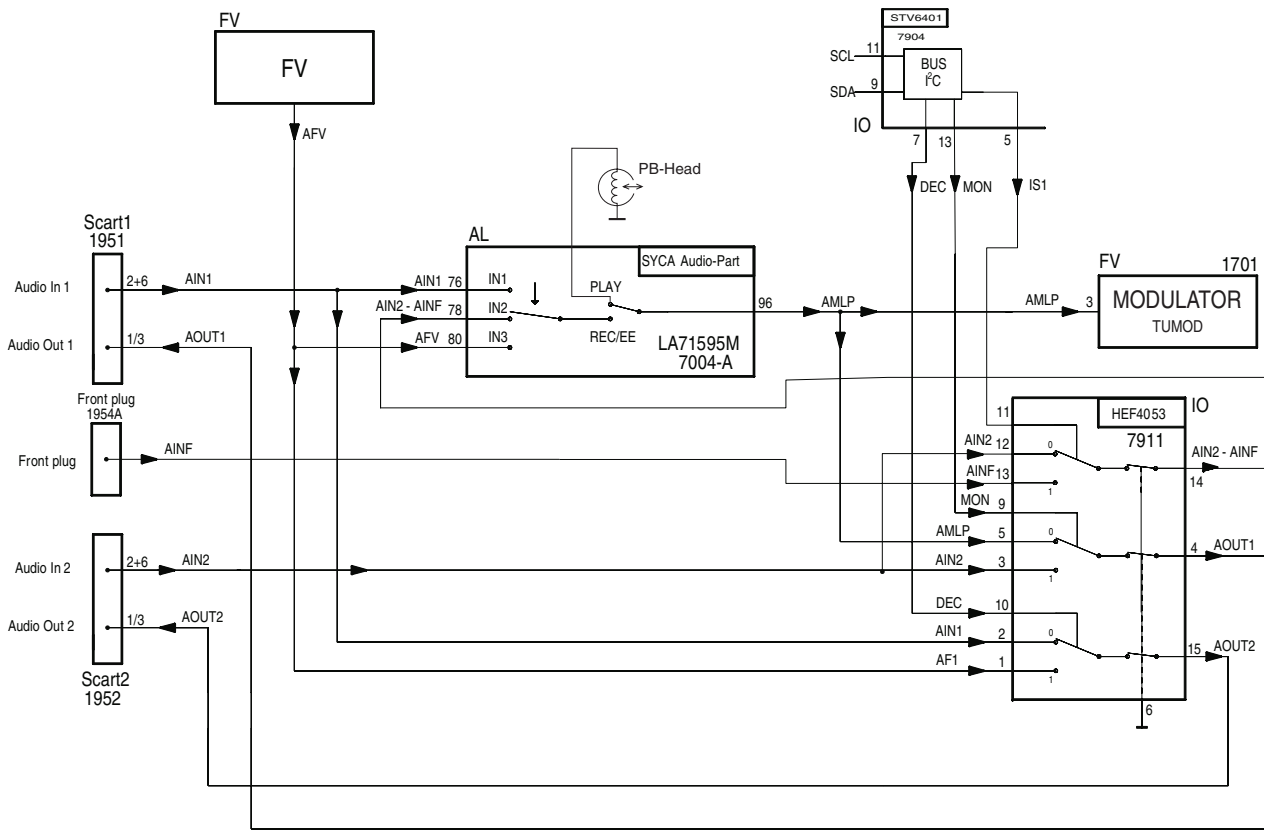 FV
FV
AFV
STV6401
7904
SCL
11
BUS
I²C
SDA
9
IO
7
13
5
DEC
MON
IS1
PB-Head
Scart1
1951
Audio In 1
2+6
AIN1
Audio Out 1
1/3
AOUT1
AL
SYCA Audio-Part
AIN1
76
IN1
AIN2 - AINF
78
IN2
AFV
80
IN3
PLAY
REC/EE
LA71595M
7004-A
96
AMLP
AMLP
3
FV
1701
MODULATOR
TUMOD
Front plug
1954A
Front plug
AINF
IO
HEF4053
7911
11
AIN2
12
0
AINF
13
1
AIN2 - AINF
14
MON
9
AMLP
5
0
AIN2
3
1
4
AOUT1
DEC
10
AIN1
2
0
AF1
1
1
15
AOUT2
6
Audio In 2
2+6
AIN2
Audio Out 2
1/3
AOUT2
Scart2
1952